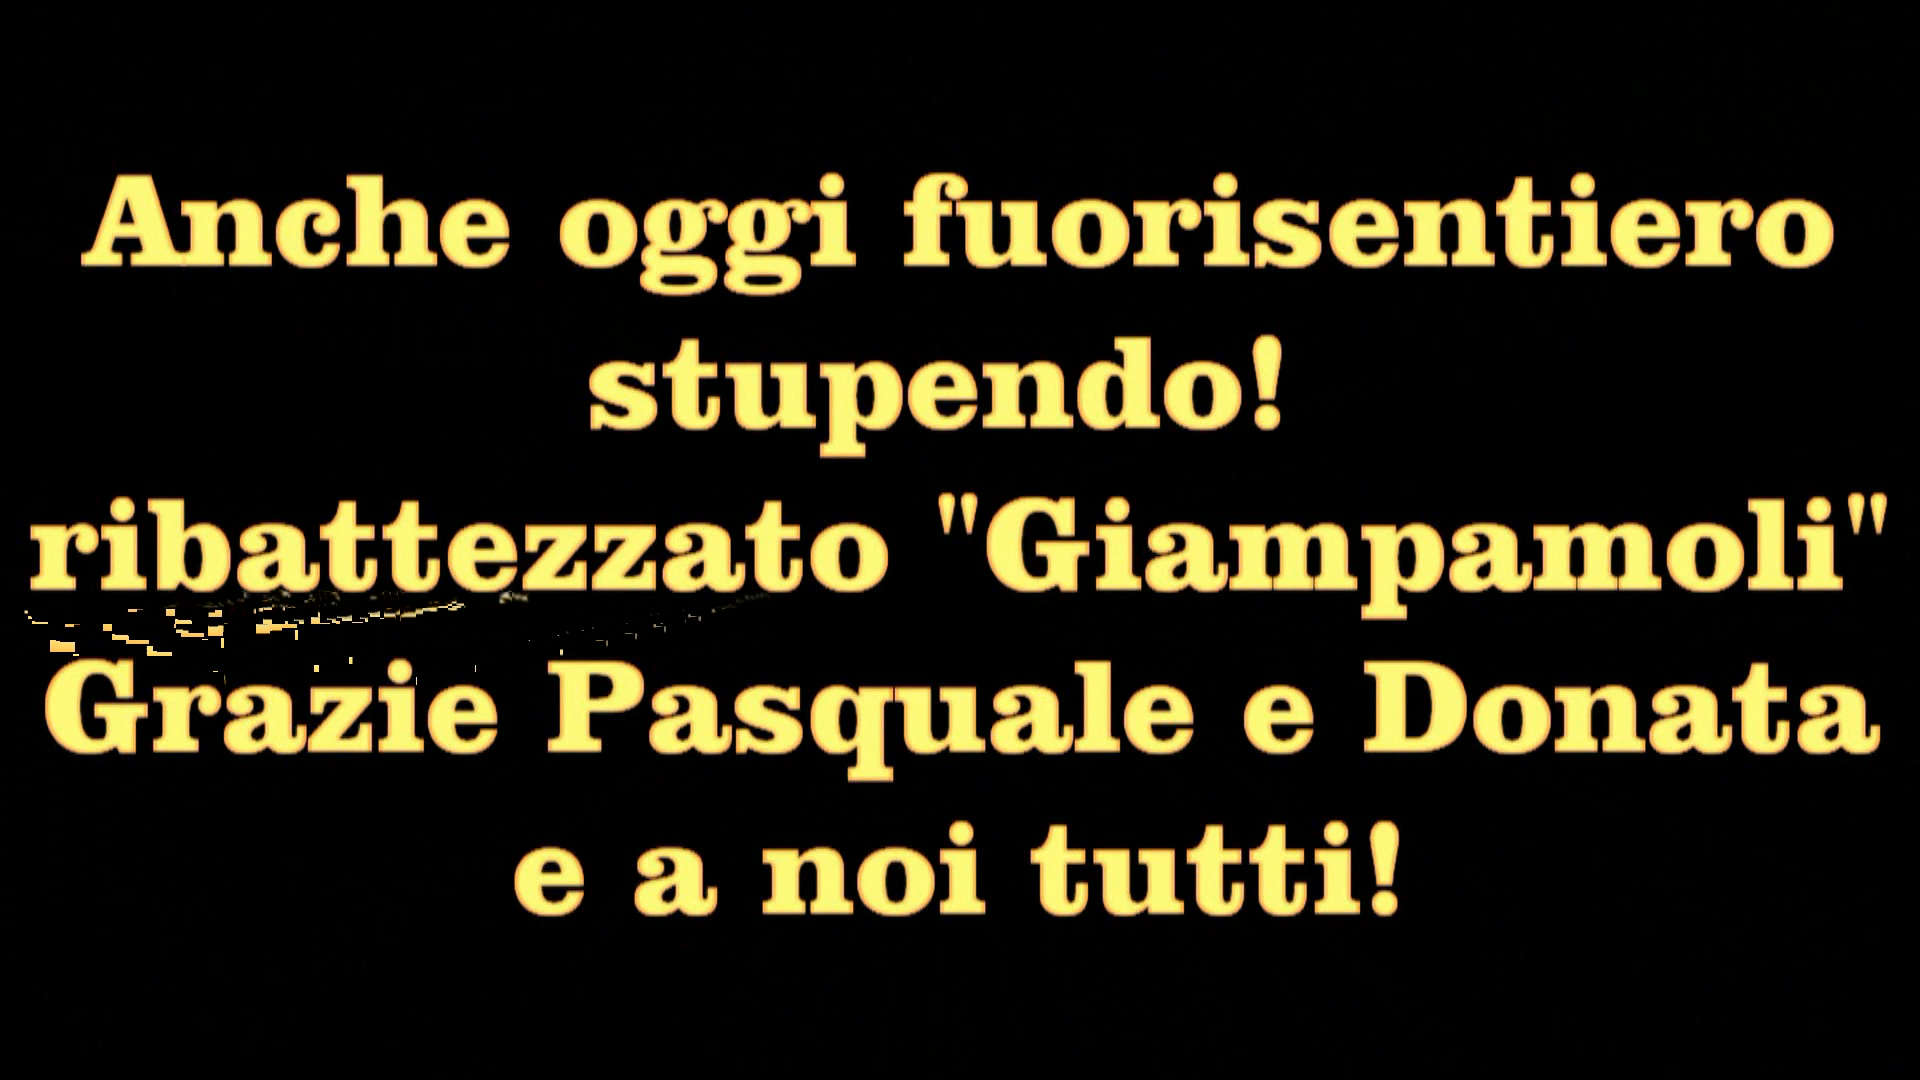 Anche oggi fuorisentiero
stupendo!
ribattezzato "Giampamoli"
Grazie Pasquale e Donata
e a noi tutti!